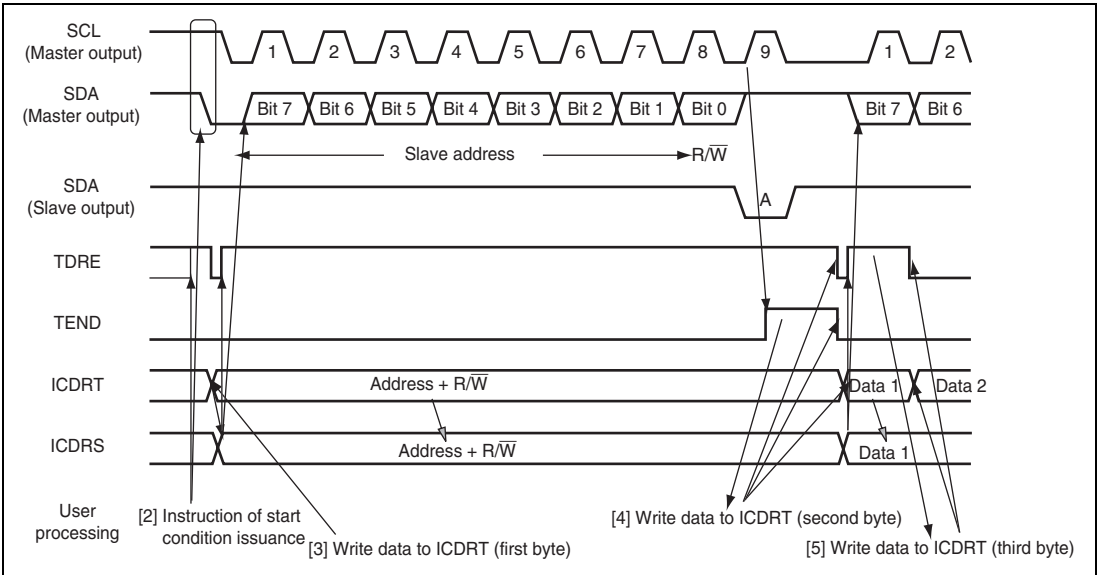 SCL
(Master output)
1 2 3 4 5 6 7 8 9 1 2
SDA
(Master output)
Bit 7 Bit 6 Bit 5 Bit 4 Bit 3 Bit 2 Bit 1 Bit 0 Bit 7 Bit 6
Slave address R/W̅
SDA
(Slave output)
A
TDRE
TEND
ICDRT
Address + R/W̅ Data 1 Data 2
ICDRS
Address + R/W̅ Data 1
User
processing
[2] Instruction of start
condition issuance
[3] Write data to ICDRT (first byte)
[4] Write data to ICDRT (second byte)
[5] Write data to ICDRT (third byte)